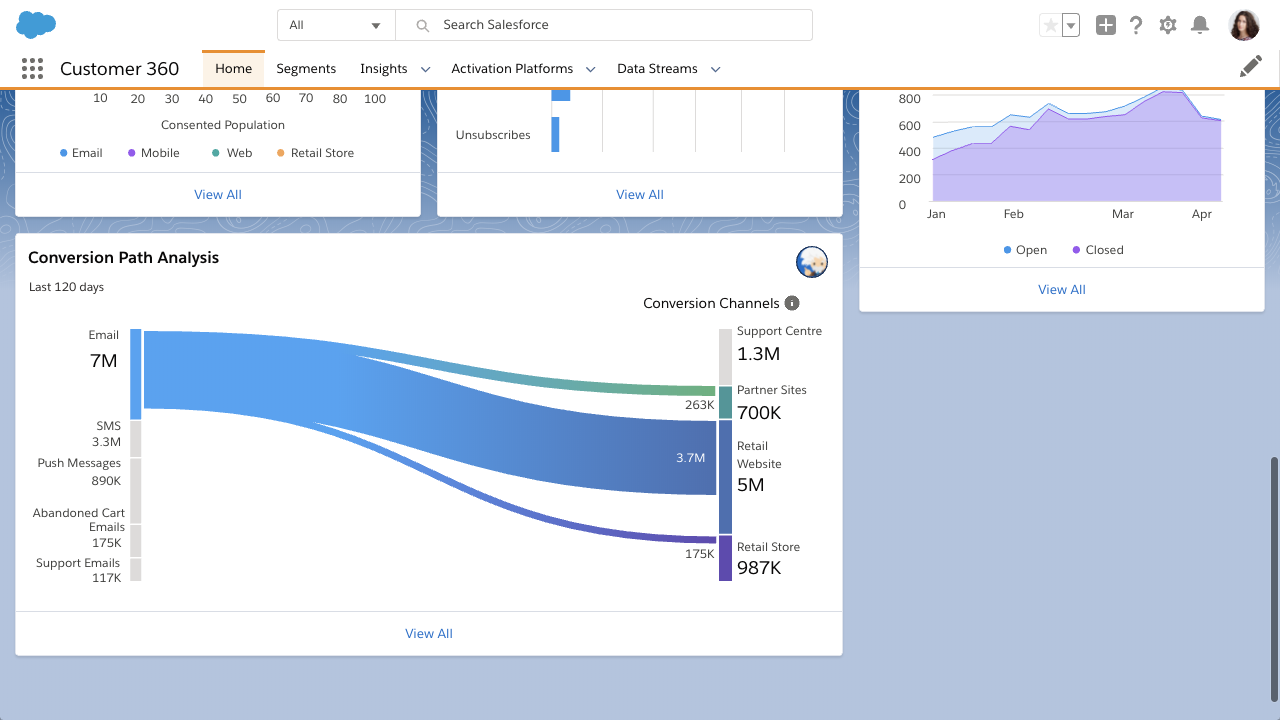 All
Search Salesforce
Customer 360
Home
Segments
Insights
Activation Platforms
Data Streams
10 20 30 40 50 60 70 80 100
Consented Population
Email
Mobile
Web
Retail Store
View All
Unsubscribes
View All
800
600
400
200
0
Jan Feb Mar Apr
Open
Closed
View All
Conversion Path Analysis
Last 120 days
Conversion Channels
Email
7M
SMS
3.3M
Push Messages
890K
Abandoned Cart
Emails
175K
Support Emails
117K
263K
3.7M
175K
Support Centre
1.3M
Partner Sites
700K
Retail
Website
5M
Retail Store
987K
View All